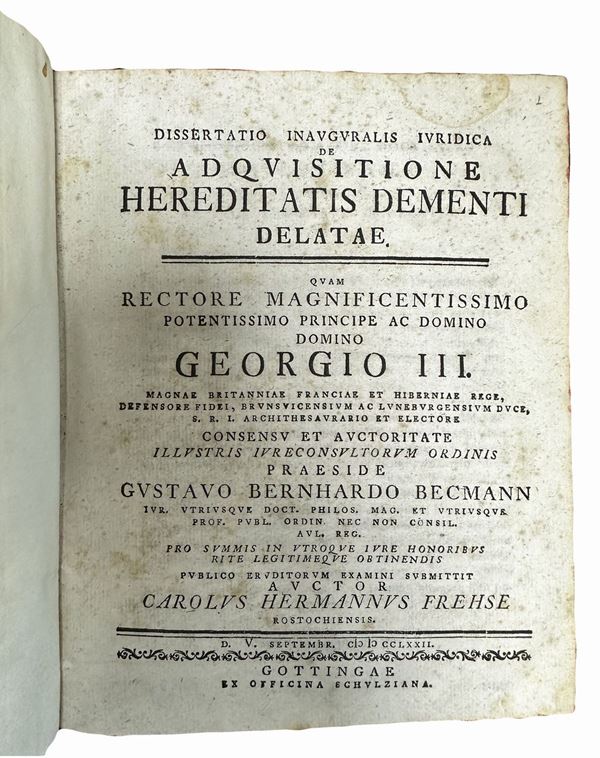 DISSERTATIO INAVGVRALIS IVRIDICA
DE
ADQVISITIONE
HEREDITATIS DEMENTI
DELATAE.
QVAM
RECTORE MAGNIFICENTISSIMO
POTENTISSIMO PRINCIPE AC DOMINO
DOMINO
GEORGIO III.
MAGNAE BRITANNIAE FRANCIAE ET HIBERNIAE REGE,
DEFENSORE FIDEI, BRVNSVICENSIVM AC LVNEBVRGENSIVM DVCE,
S. R. I. ARCHITHESAVRARIO ET ELECTORE
CONSENSV ET AVCTORITATE
ILLVSTRIS IVRECONSVLTORVM ORDINIS
PRAESIDE
GVSTAVO BERNHARDO BECMANN
IVR. VTRIVSQVE DOCT. PHILOS. MAG. ET VTRIVSQVE
PROF. PVBL. ORDIN. NEC NON CONSIL.
AVL. REG.
PRO SVMMIS IN VTROQVE IVRE HONORIBVS
RITE LEGITIMEQVE OBTINENDIS
PVBLICO ERVDITORVM EXAMINI SVBMITTIT
AVCTOR
CAROLVS HERMANNVS FREHSE
ROSTOCHIENSIS.
D. V. SEPTEMBR. cIↄ Iↄ CCLXXII.
GOTTINGAE
EX OFFICINA SCHVLZIANA.